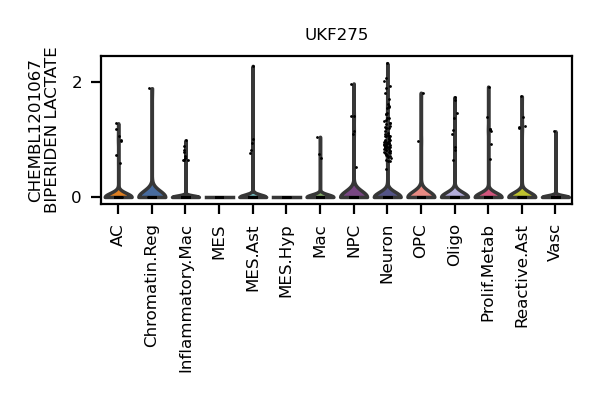 UKF275
CHEMBL1201067
BIPERIDEN LACTATE
2
0
AC
Chromatin.Reg
Inflammatory.Mac
MES
MES.Ast
MES.Hyp
Mac
NPC
Neuron
OPC
Oligo
Prolif.Metab
Reactive.Ast
Vasc